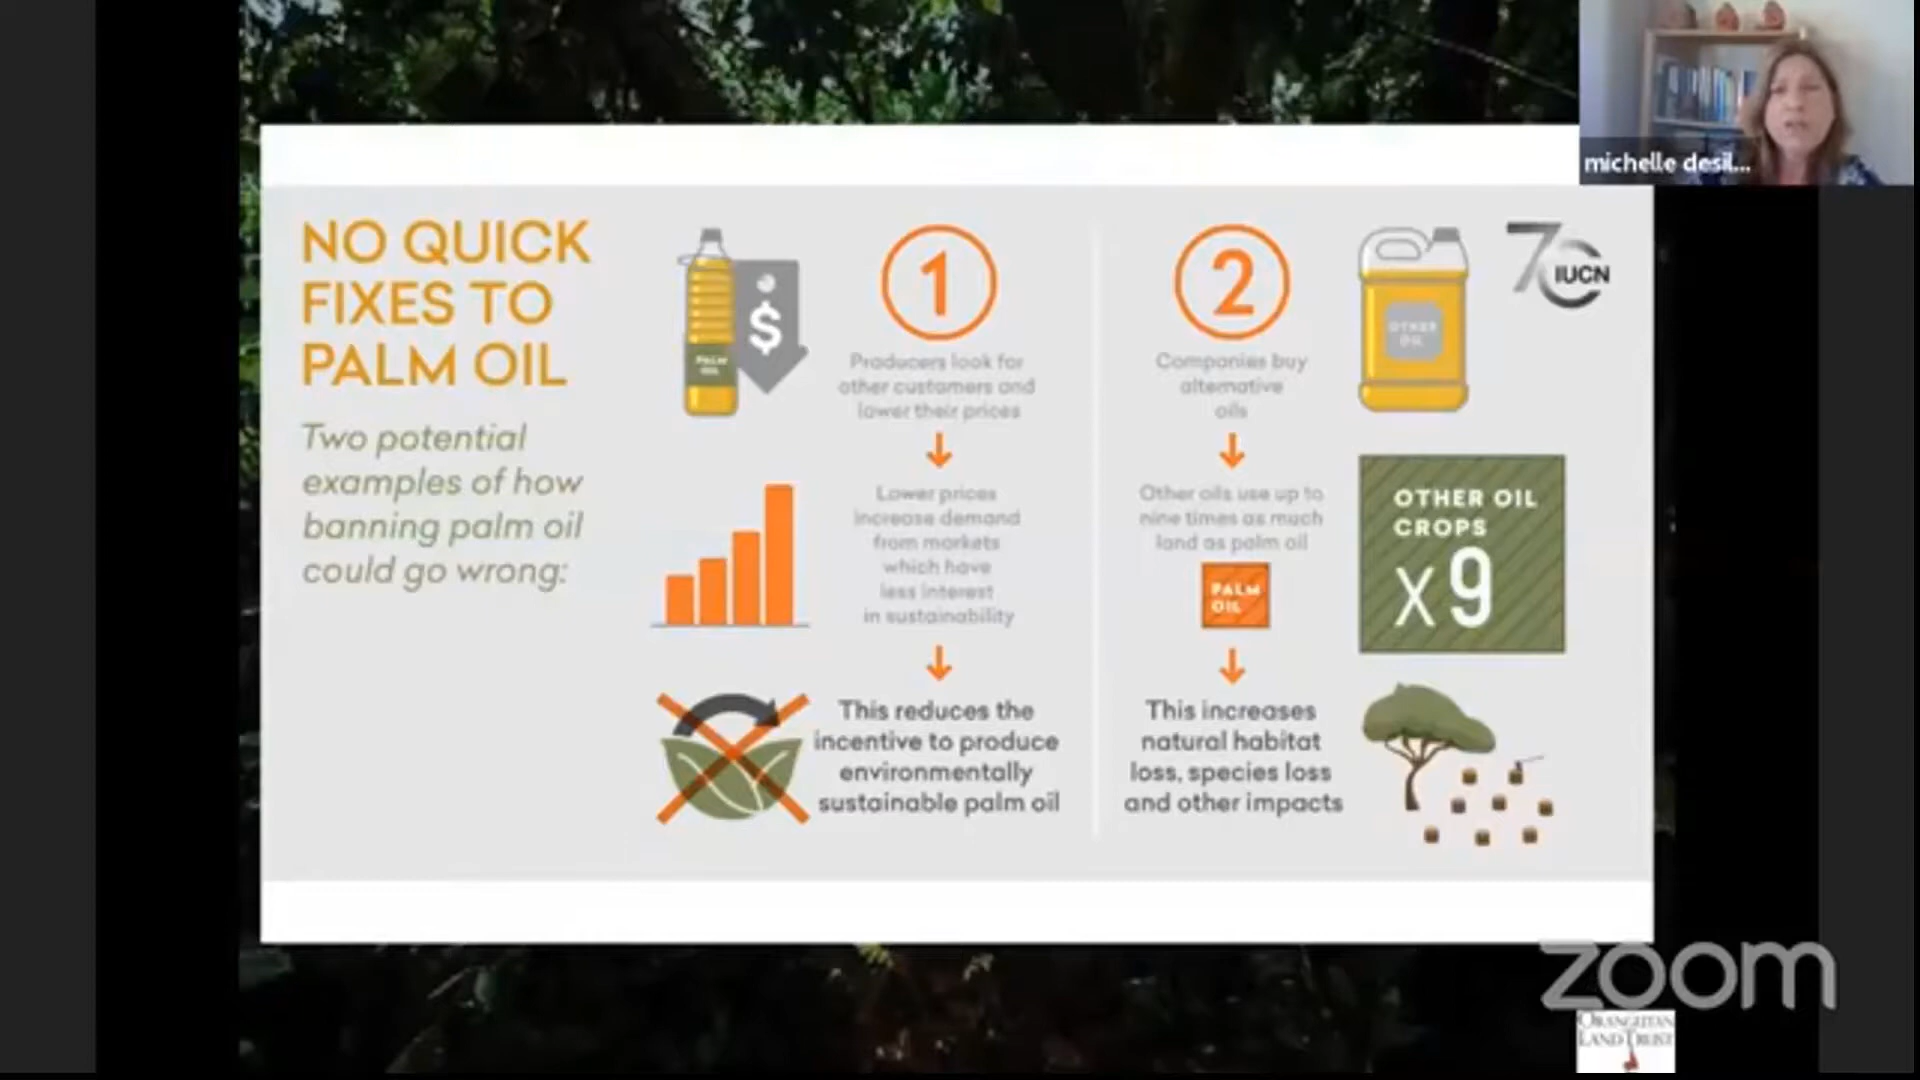 michelle desil...
NO QUICK
FIXES TO
PALM OIL
Two potential
examples of how
banning palm oil
could go wrong:
PALM
OIL
$
1
Producers look for
other customers and
lower their prices
Lower prices
increase demand
from markets
which have
less interest
in sustainability
This reduces the
incentive to produce
environmentally
sustainable palm oil
2
Companies buy
alternative
oils
Other oils use up to
nine times as much
land as palm oil
PALM
OIL
This increases
natural habitat
loss, species loss
and other impacts
OTHER
OIL
70
IUCN
OTHER OIL
CROPS
X 9
zoom
ORANGUTAN
LAND TRUST